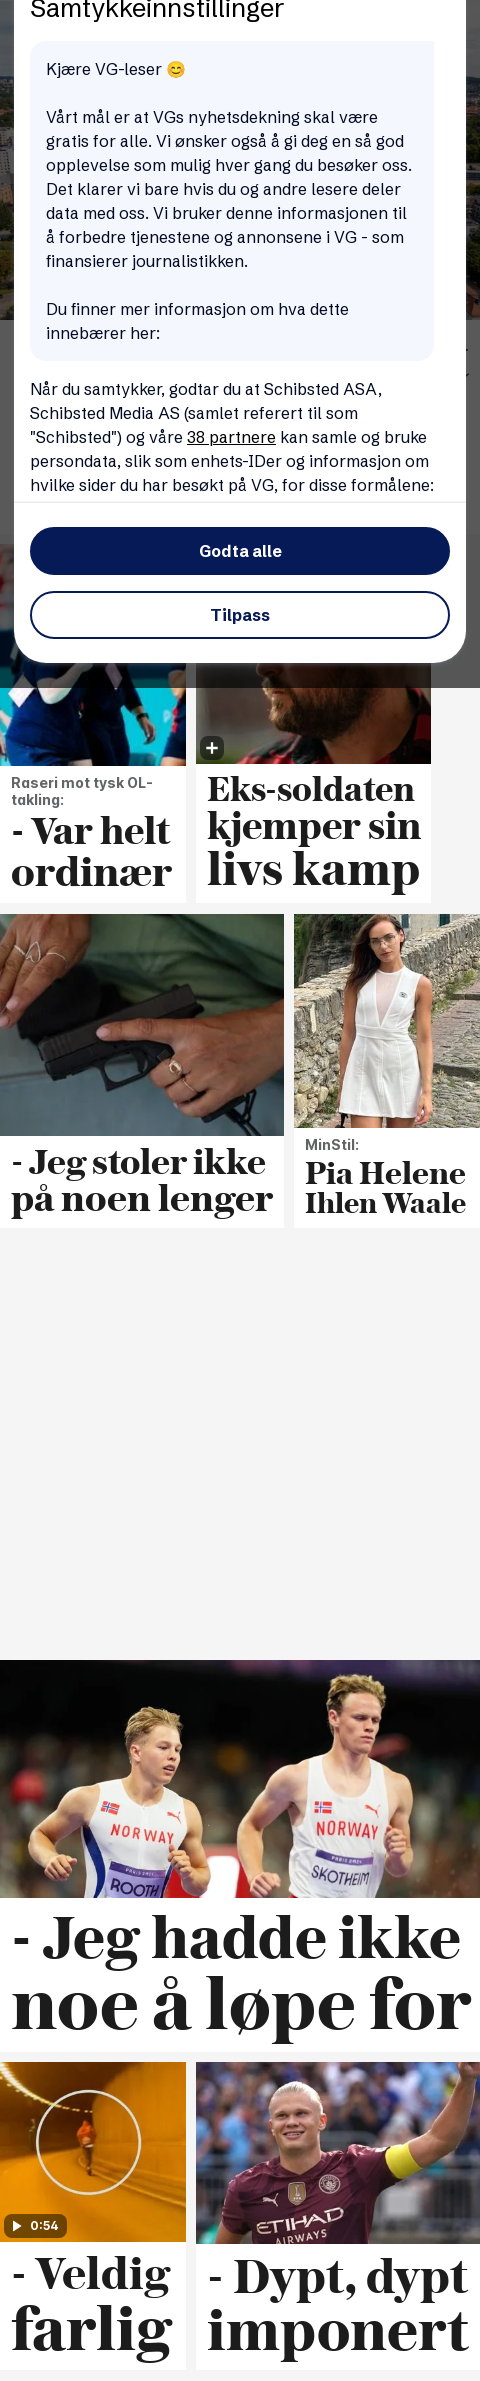 Samtykkeinnstillinger
Kjære VG-leser 😊
Vårt mål er at VGs nyhetsdekning skal være
gratis for alle. Vi ønsker også å gi deg en så god
opplevelse som mulig hver gang du besøker oss.
Det klarer vi bare hvis du og andre lesere deler
data med oss. Vi bruker denne informasjonen til
å forbedre tjenestene og annonsene i VG - som
finansierer journalistikken.
Du finner mer informasjon om hva dette
innebærer her:
Når du samtykker, godtar du at Schibsted ASA,
Schibsted Media AS (samlet referert til som
"Schibsted") og våre 38 partnere kan samle og bruke
persondata, slik som enhets-IDer og informasjon om
hvilke sider du har besøkt på VG, for disse formålene:
Godta alle
Tilpass
Raseri mot tysk OL-
takling:
- Var helt
ordinær
Eks-soldaten
kjemper sin
livs kamp
- Jeg stoler ikke
på noen lenger
MinStil:
Pia Helene
Ihlen Waale
NORWAY
PARIS 2024
ROOTH
NORWAY
PARIS 2024
SKOTHEIM
- Jeg hadde ikke
noe å løpe for
0:54
- Veldig
farlig
ETIHAD
AIRWAYS
- Dypt, dypt
imponert